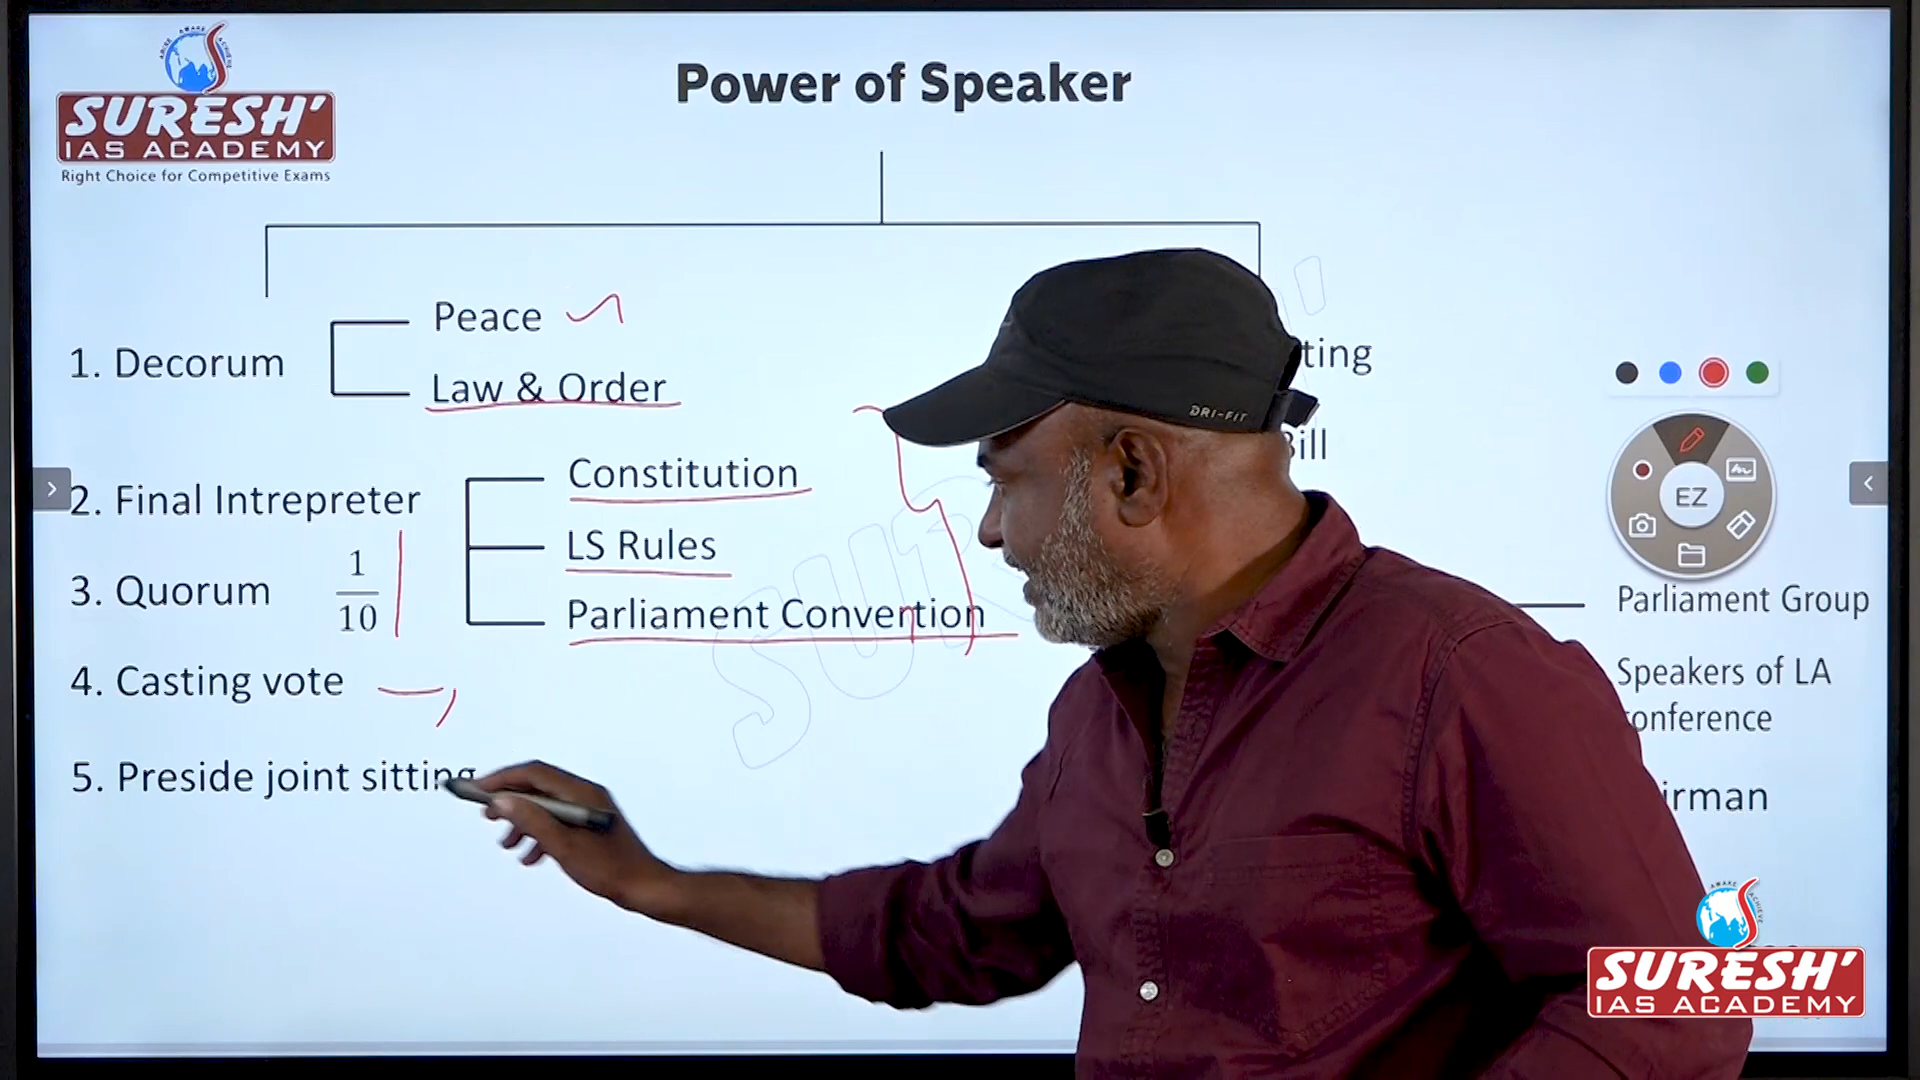 SURESH'
IAS ACADEMY
Right Choice for Competitive Exams
Power of Speaker
Peace
1. Decorum
Law & Order
Constitution
2. Final Intrepreter
LS Rules
3. Quorum
1
10
Parliament Convention
4. Casting vote
5. Preside joint sitting
DRI-FIT
EZ
Parliament Group
Speakers of LA
SURESH'
IAS ACADEMY